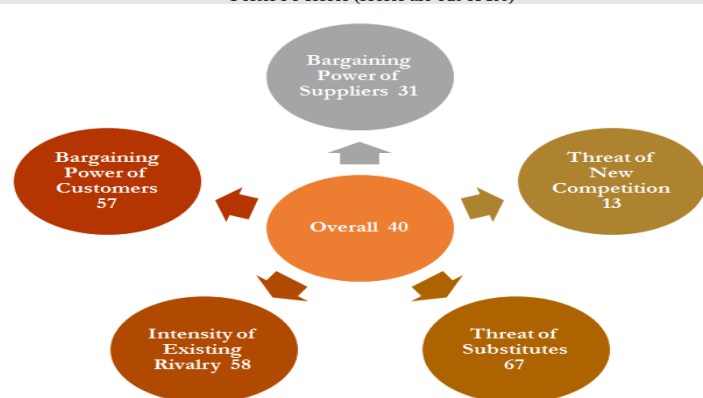 Bargaining
Power of
Suppliers 31
Bargaining
Power of
Customers
57
Threat of
New
Competition
13
Overall 40
Intensity of
Existing
Rivalry 58
Threat of
Substitutes
67